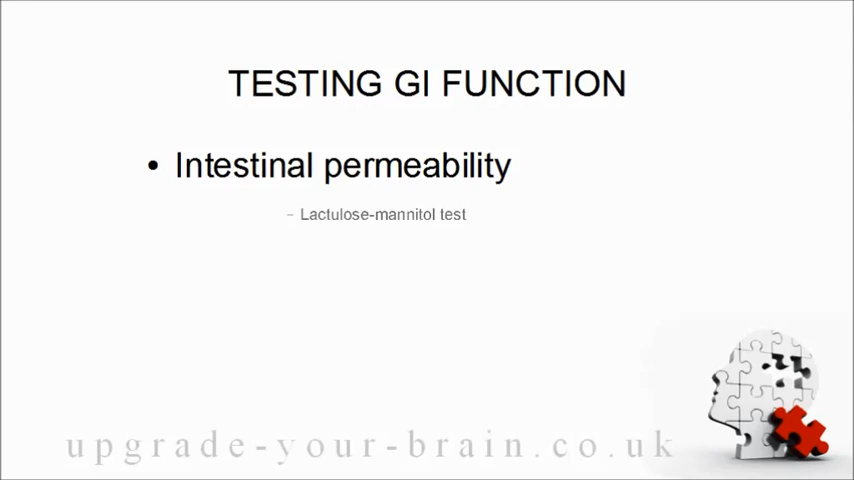 TESTING GI FUNCTION
• Intestinal permeability
– Lactulose-mannitol test
upgrade-your-brain.co.uk